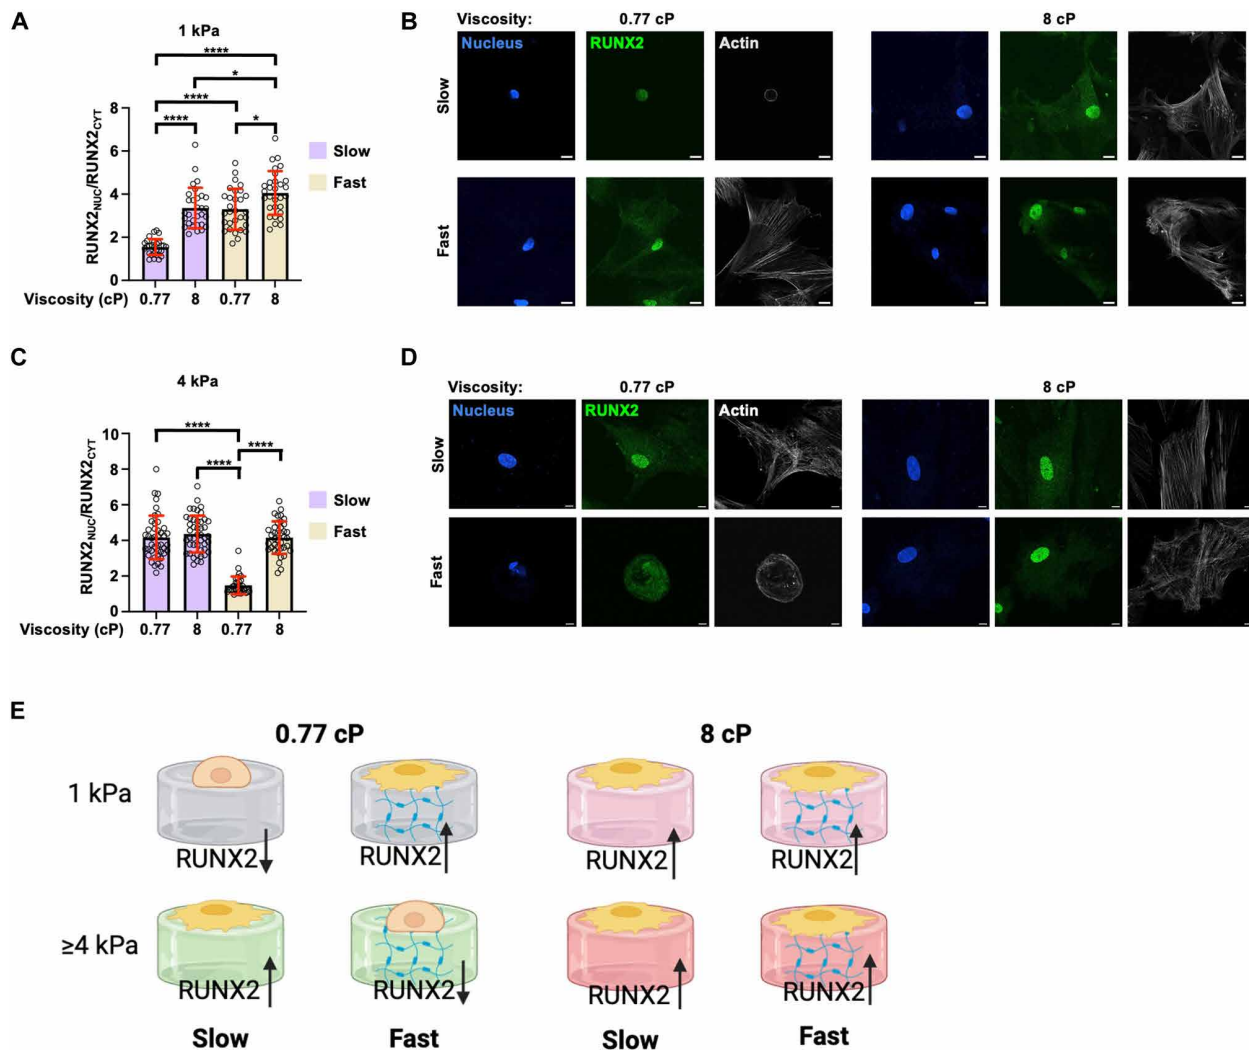 A
1 kPa
****
*
****
****
*
RUNX2NUC/RUNX2CYT
8
6
4
2
0
Slow
Fast
Viscosity (cP) 0.77 8 0.77 8
B
Viscosity: 0.77 cP 8 cP
Nucleus RUNX2 Actin
Slow
Fast
C
4 kPa
****
****
****
RUNX2NUC/RUNX2CYT
10
8
6
4
2
0
Slow
Fast
Viscosity (cP) 0.77 8 0.77 8
D
Viscosity: 0.77 cP 8 cP
Nucleus RUNX2 Actin
Slow
Fast
E
0.77 cP 8 cP
1 kPa
RUNX2 RUNX2 RUNX2 RUNX2
≥4 kPa
RUNX2 RUNX2 RUNX2 RUNX2
Slow Fast Slow Fast